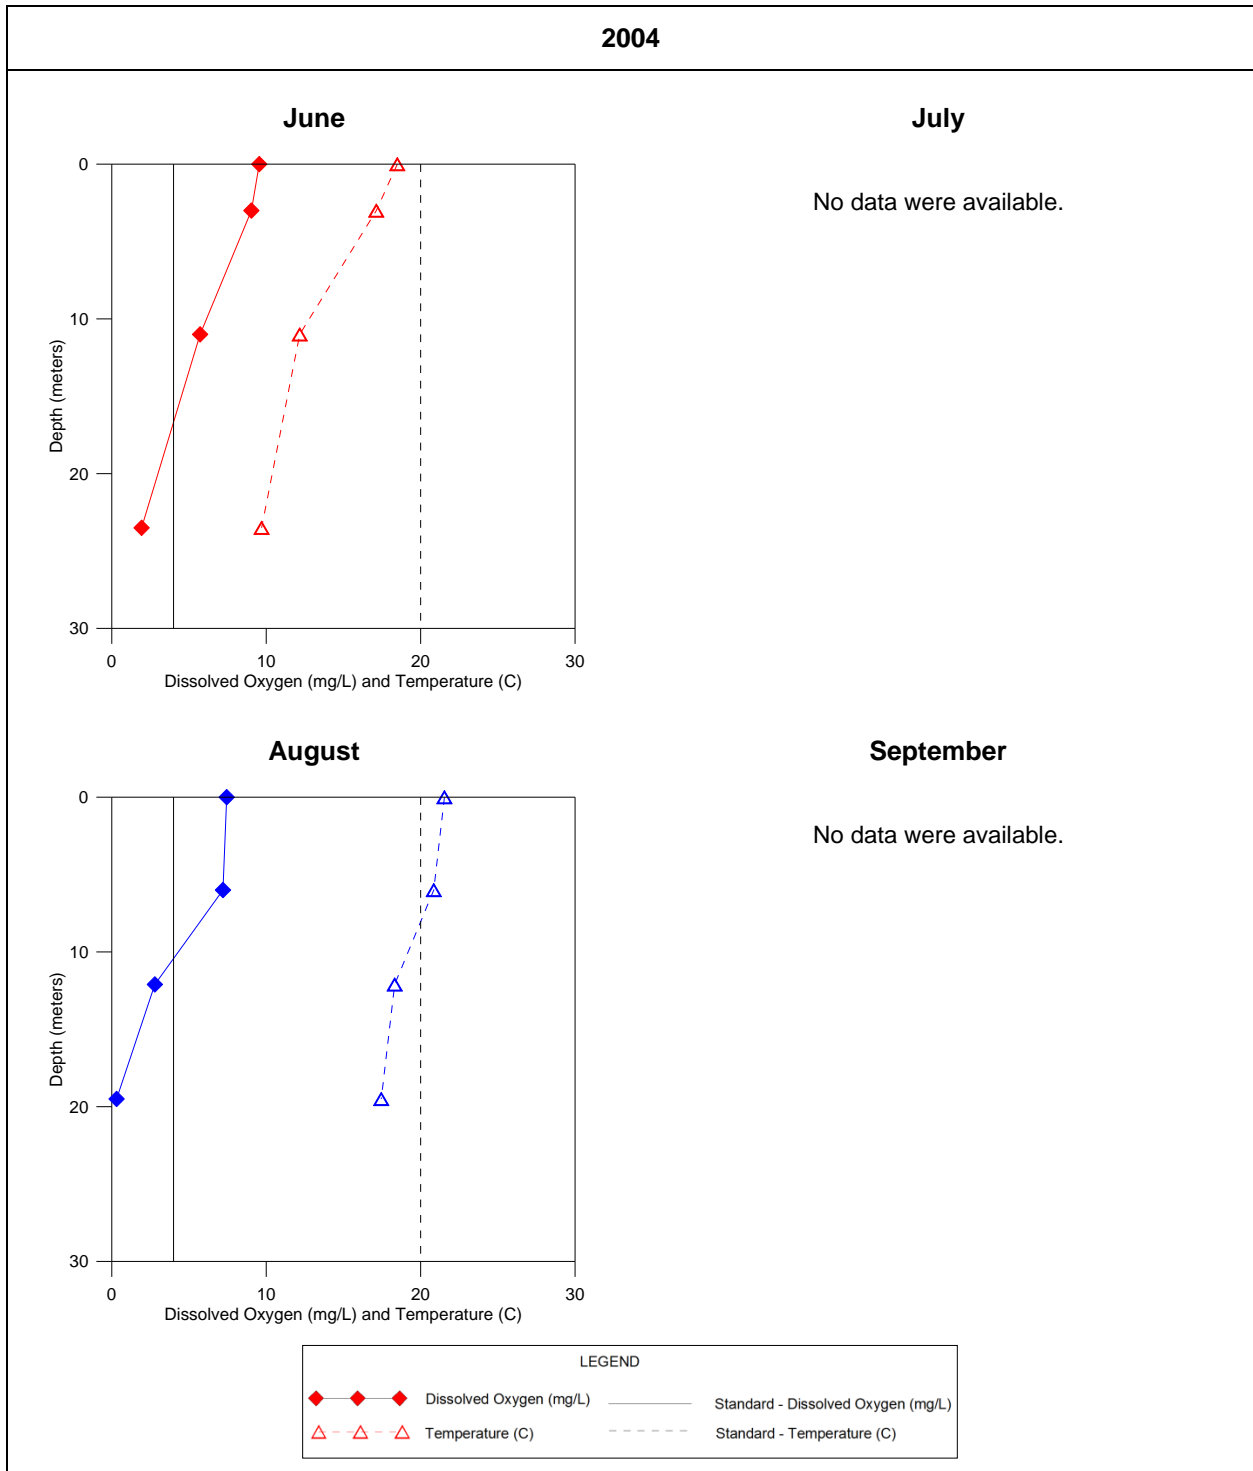 2004
June
July
0
10
20
30
Depth (meters)
0 10 20 30
Dissolved Oxygen (mg/L) and Temperature (C)
No data were available.
August
September
0
10
20
30
Depth (meters)
0 10 20 30
Dissolved Oxygen (mg/L) and Temperature (C)
No data were available.
LEGEND
Dissolved Oxygen (mg/L)
Standard - Dissolved Oxygen (mg/L)
Temperature (C)
Standard - Temperature (C)